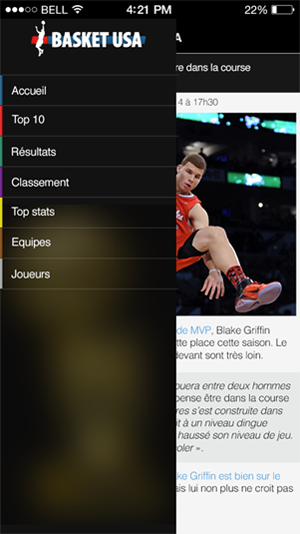 BELL 4:21 PM 22%
BASKET USA
A
Accueil
Top 10
Résultats
Classement
Top stats
Equipes
Joueurs
re dans la course
4 à 17h30
de MVP, Blake Griffin
tte place cette saison. Le
devant sont très loin.
ouera entre deux hommes
pense être dans la course
res s'est construite dans
it à un niveau dingue
haussé son niveau de jeu.
oler ».
ke Griffin est bien sur le
ais lui non plus ne croit pas